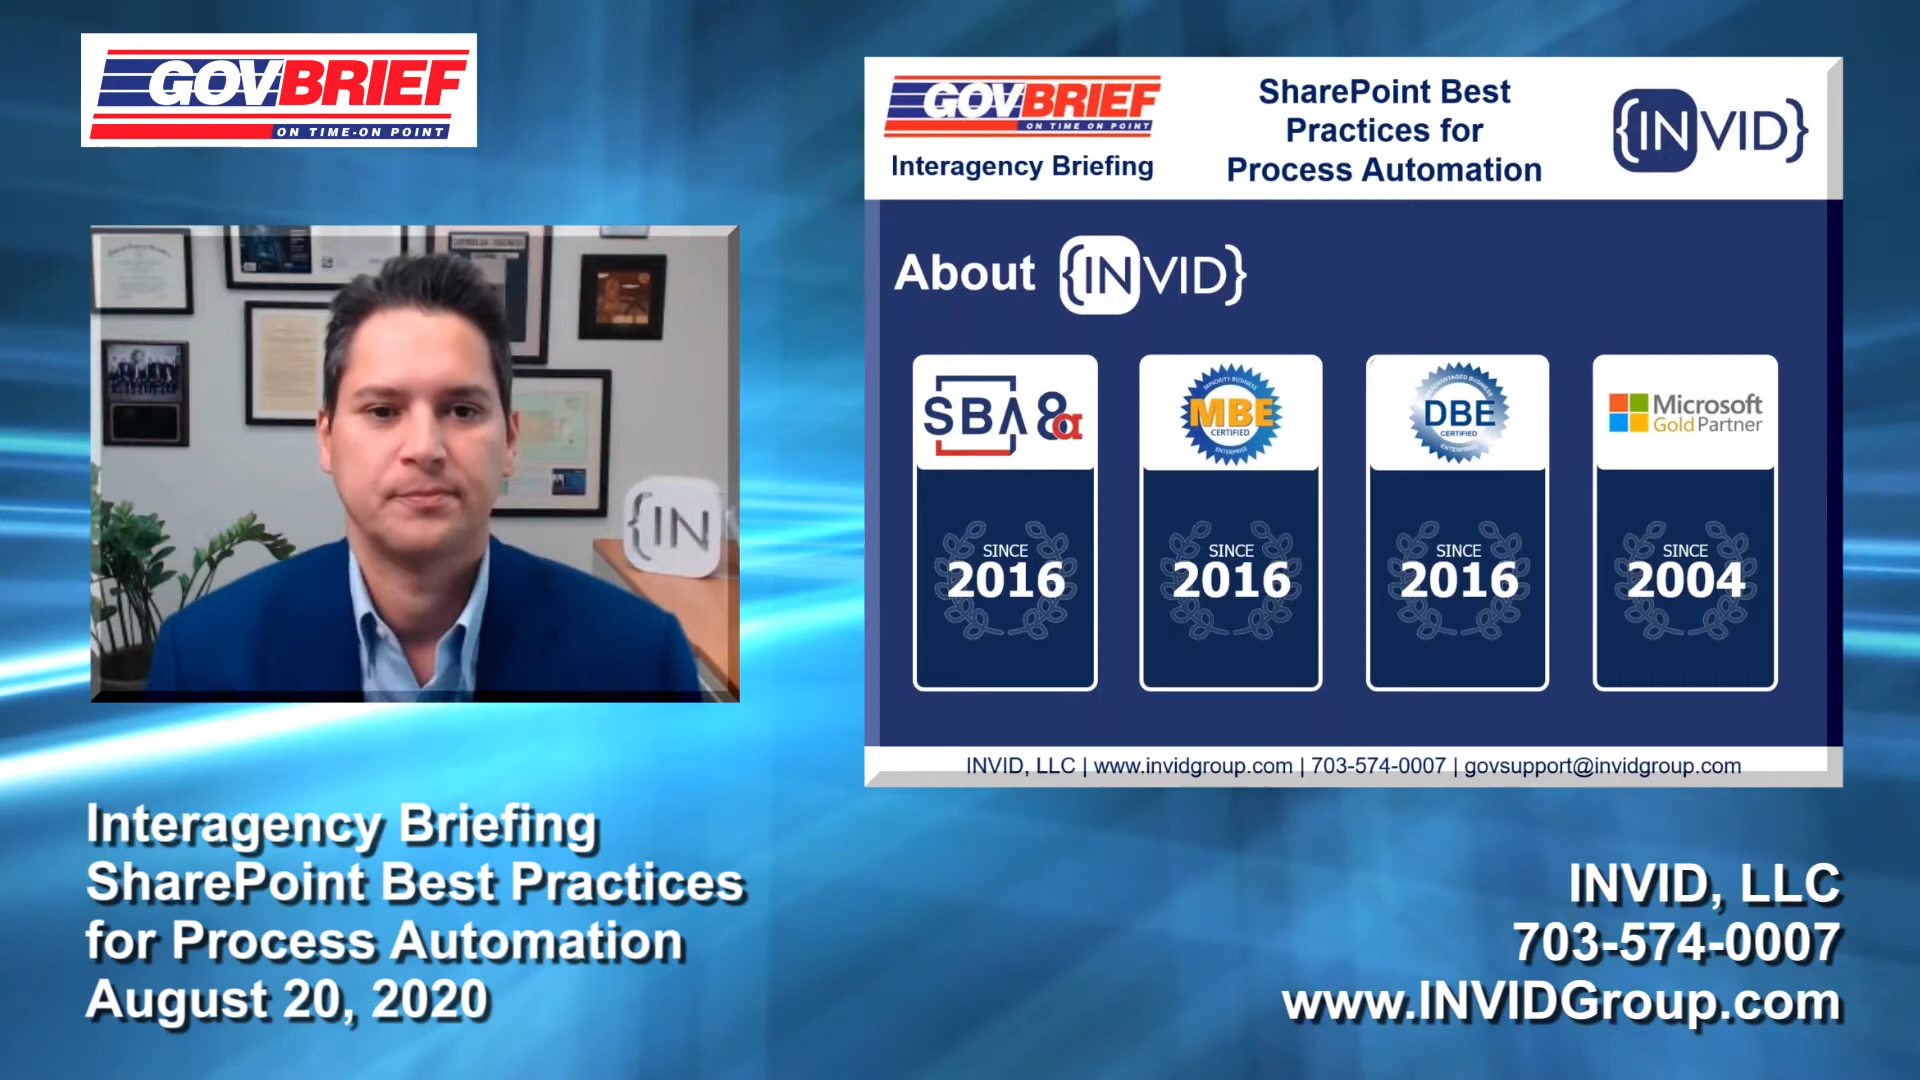 GOVBRIEF
ON TIME-ON POINT
GOVBRIEF
ON TIME ON POINT
Interagency Briefing
SharePoint Best
Practices for
Process Automation
{INVID}
About {INVID}
SBA 8a
MINORITY BUSINESS
MBE
CERTIFIED
ENTERPRISE
DBE
CERTIFIED
Microsoft
Gold Partner
SINCE
2016
SINCE
2016
SINCE
2016
SINCE
2004
INVID, LLC | www.invidgroup.com | 703-574-0007 | govsupport@invidgroup.com
{IN
Interagency Briefing
SharePoint Best Practices
for Process Automation
August 20, 2020
INVID, LLC
703-574-0007
www.INVIDGroup.com